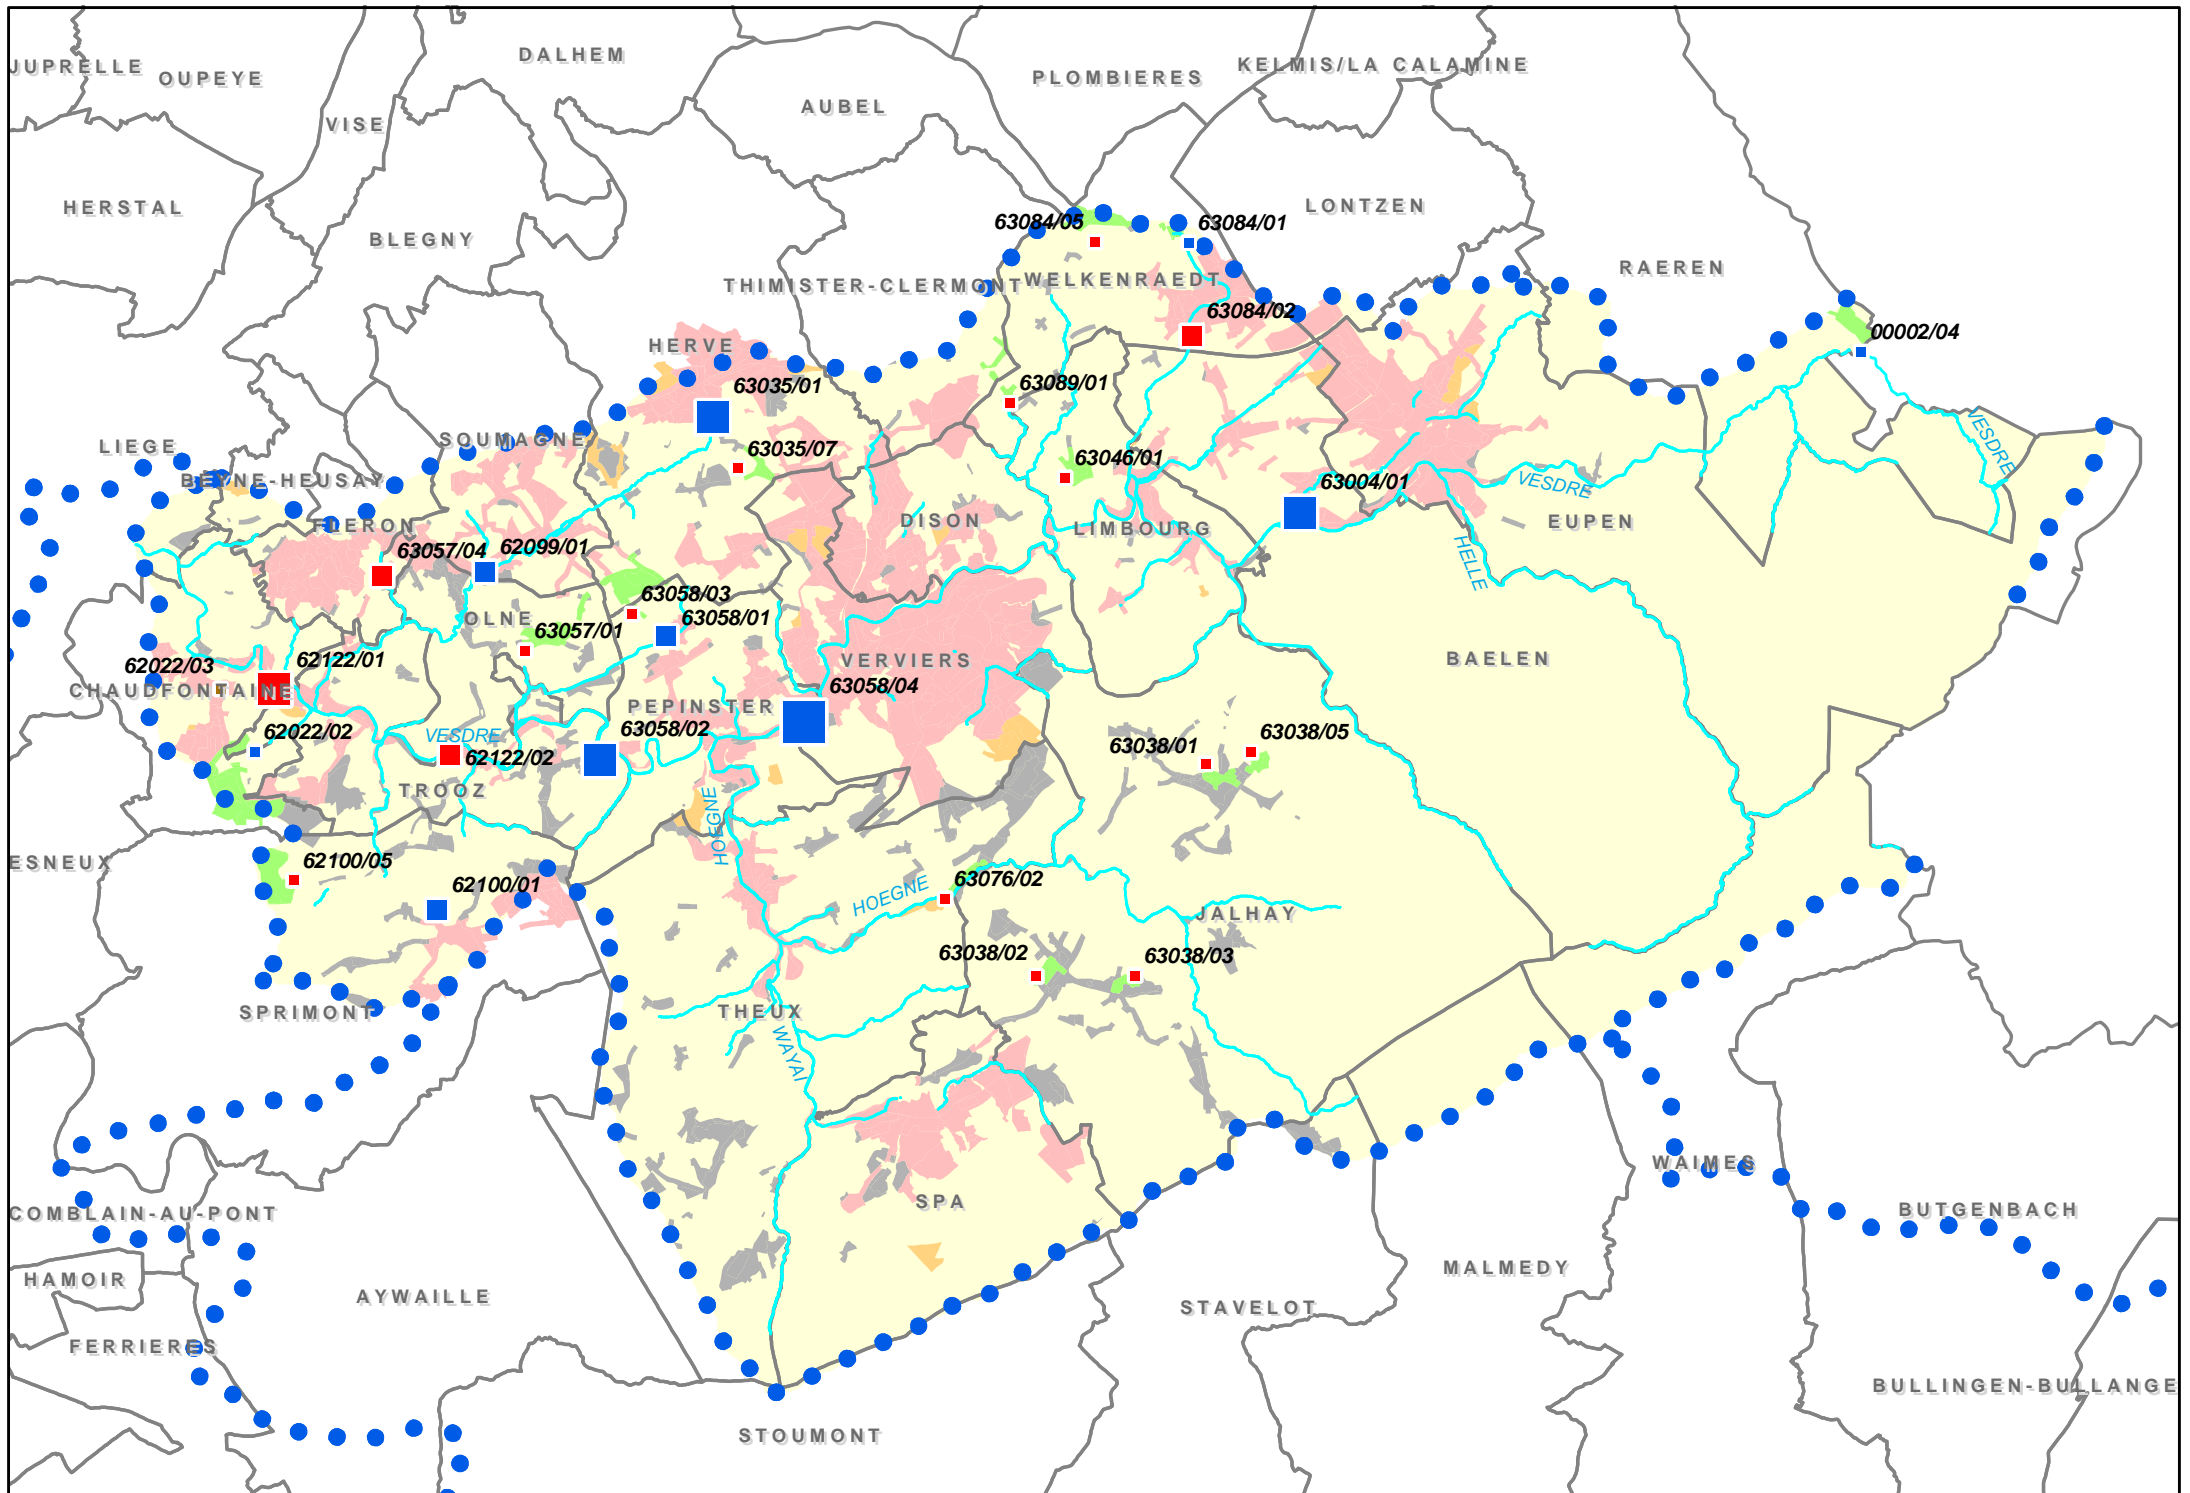 DALHEM
JUPRELLE
OUPEYE
PLOMBIERES
KELMIS/LA CALAMINE
AUBEL
VISE
HERSTAL
LONTZEN
63084/05
63084/01
BLEGNY
RAEREN
THIMISTER-CLERMONT
WELKENRAEDT
63084/02
00002/04
HERVE
63035/01
63089/01
LIEGE
SOUMAGNE
63035/07
VESDRE
63046/01
BEYNE-HEUSAY
63004/01
VESDRE
FLERON
DISON
LIMBOURG
EUPEN
63057/04
62099/01
HELLE
63058/03
OLNE
63057/01
63058/01
62022/03
62122/01
VERVIERS
BAELEN
CHAUDFONTAINE
63058/04
PEPINSTER
62022/02
VESDRE
63058/02
63038/01
63038/05
62122/02
TROOZ
HOEGNE
ESNEUX
62100/05
62100/01
63076/02
HOEGNE
JALHAY
63038/02
63038/03
SPRIMONT
THEUX
WAYAI
WAIMES
SPA
COMBLAIN-AU-PONT
BUTGENBACH
HAMOIR
MALMEDY
AYWAILLE
STAVELOT
FERRIERES
BULLINGEN-BULLANGE
STOUMONT